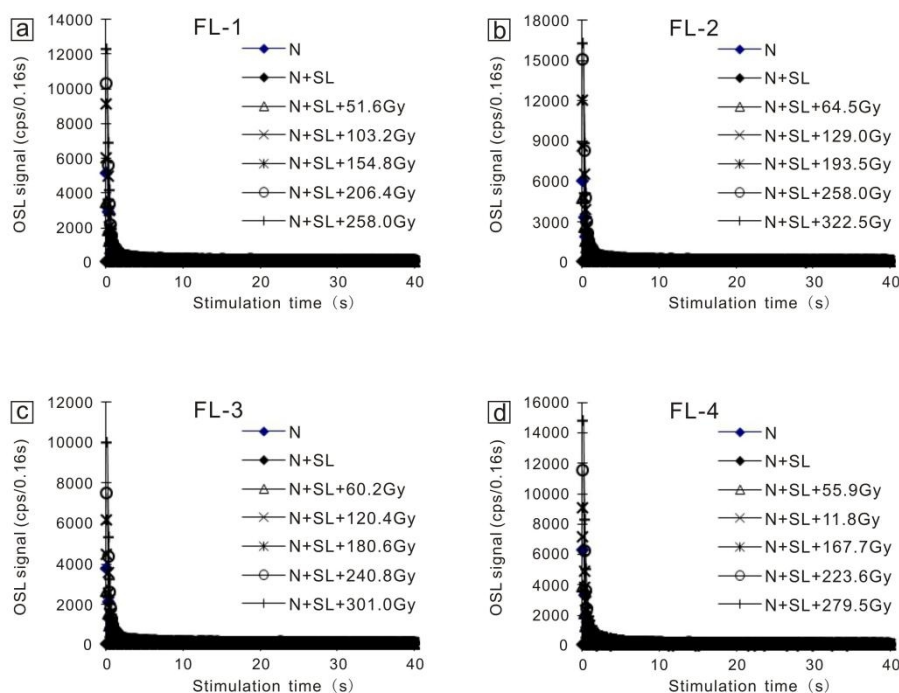 a
FL-1
OSL signal (cps/0.16s)
14000
12000
10000
8000
6000
4000
2000
0
N
N+SL
N+SL+51.6Gy
N+SL+103.2Gy
N+SL+154.8Gy
N+SL+206.4Gy
N+SL+258.0Gy
0 10 20 30 40
Stimulation time (s)
b
FL-2
OSL signal (cps/0.16s)
18000
15000
12000
9000
6000
3000
0
N
N+SL
N+SL+64.5Gy
N+SL+129.0Gy
N+SL+193.5Gy
N+SL+258.0Gy
N+SL+322.5Gy
0 10 20 30 40
Stimulation time (s)
c
FL-3
OSL signal (cps/0.16s)
12000
10000
8000
6000
4000
2000
0
N
N+SL
N+SL+60.2Gy
N+SL+120.4Gy
N+SL+180.6Gy
N+SL+240.8Gy
N+SL+301.0Gy
0 10 20 30 40
Stimulation time (s)
d
FL-4
OSL signal (cps/0.16s)
16000
14000
12000
10000
8000
6000
4000
2000
0
N
N+SL
N+SL+55.9Gy
N+SL+11.8Gy
N+SL+167.7Gy
N+SL+223.6Gy
N+SL+279.5Gy
0 10 20 30 40
Stimulation time (s)